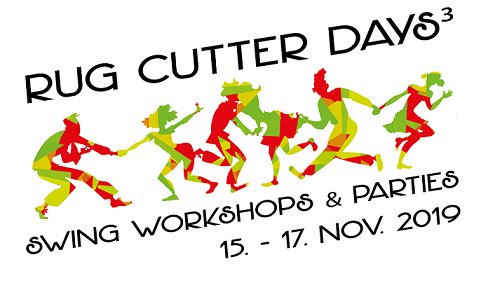 RUG CUTTER DAYS³
SWING WORKSHOPS & PARTIES
15. - 17. NOV. 2019